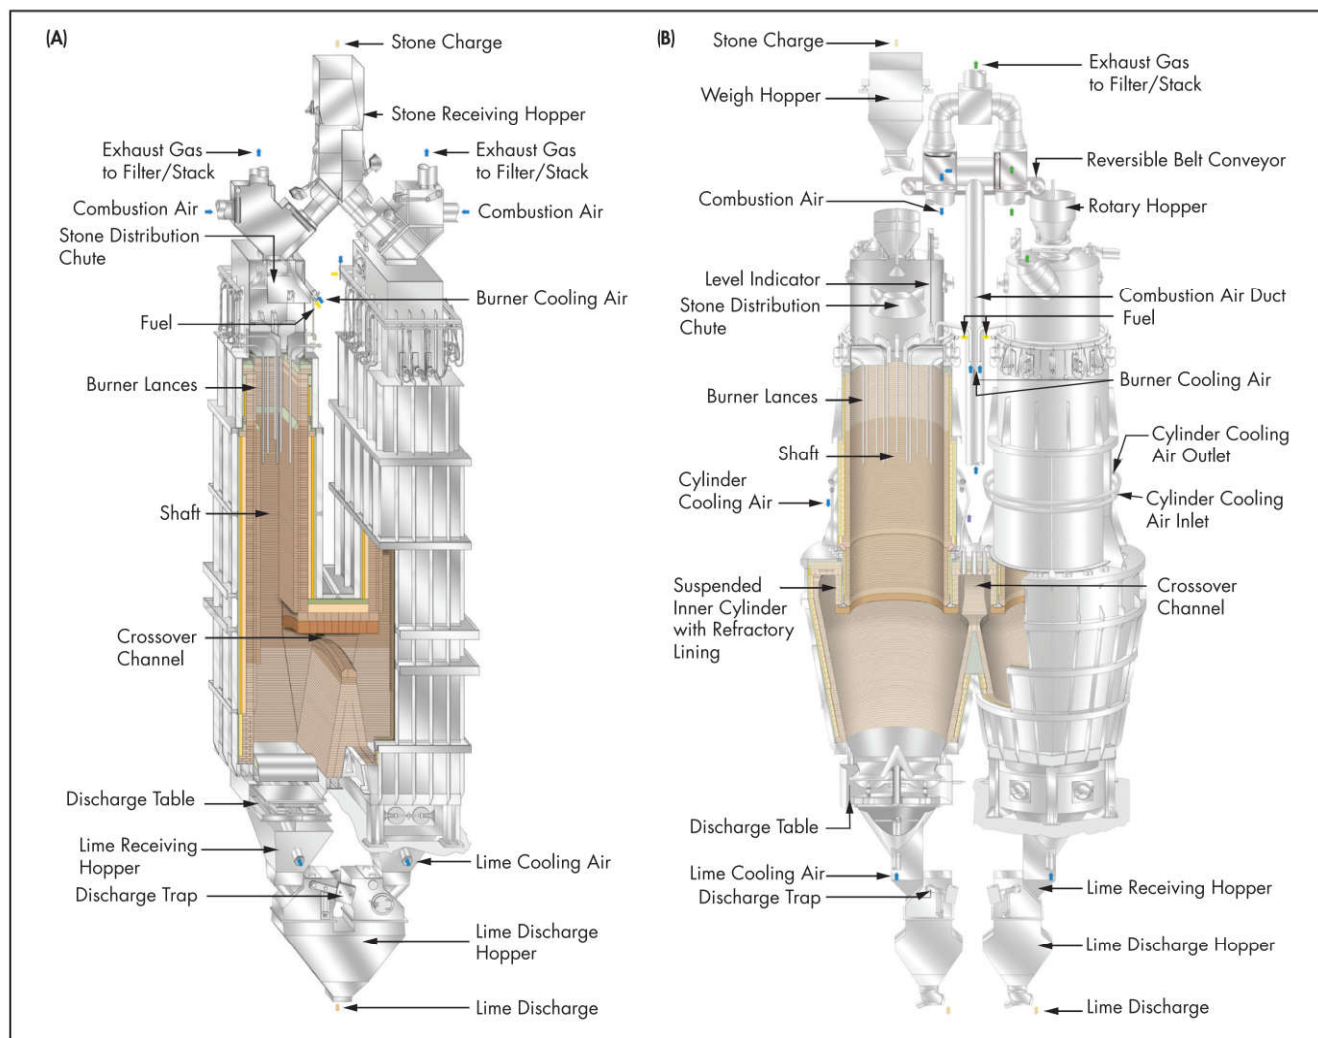 (A)
Stone Charge
Stone Receiving Hopper
Exhaust Gas
to Filter/Stack
Exhaust Gas
to Filter/Stack
Combustion Air
Combustion Air
Stone Distribution
Chute
Burner Cooling Air
Fuel
Burner Lances
Shaft
Crossover
Channel
Discharge Table
Lime Receiving
Hopper
Lime Cooling Air
Discharge Trap
Lime Discharge
Hopper
Lime Discharge
(B)
Stone Charge
Exhaust Gas
to Filter/Stack
Weigh Hopper
Reversible Belt Conveyor
Combustion Air
Rotary Hopper
Level Indicator
Combustion Air Duct
Stone Distribution
Chute
Fuel
Burner Cooling Air
Burner Lances
Cylinder Cooling
Air Outlet
Shaft
Cylinder
Cooling Air
Cylinder Cooling
Air Inlet
Suspended
Inner Cylinder
with Refractory
Lining
Crossover
Channel
Discharge Table
Lime Cooling Air
Discharge Trap
Lime Receiving Hopper
Lime Discharge Hopper
Lime Discharge